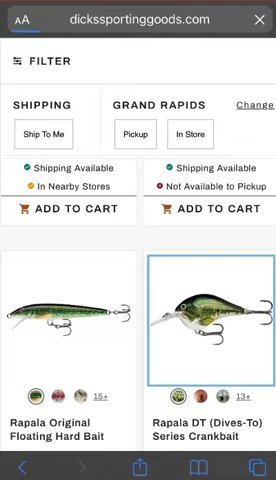 AA
dickssportinggoods.com
FILTER
SHIPPING
GRAND RAPIDS
Change
Ship To Me
Pickup
In Store
Shipping Available
In Nearby Stores
ADD TO CART
Shipping Available
Not Available to Pickup
ADD TO CART
15+
Rapala Original
Floating Hard Bait
13+
Rapala DT (Dives-To)
Series Crankbait